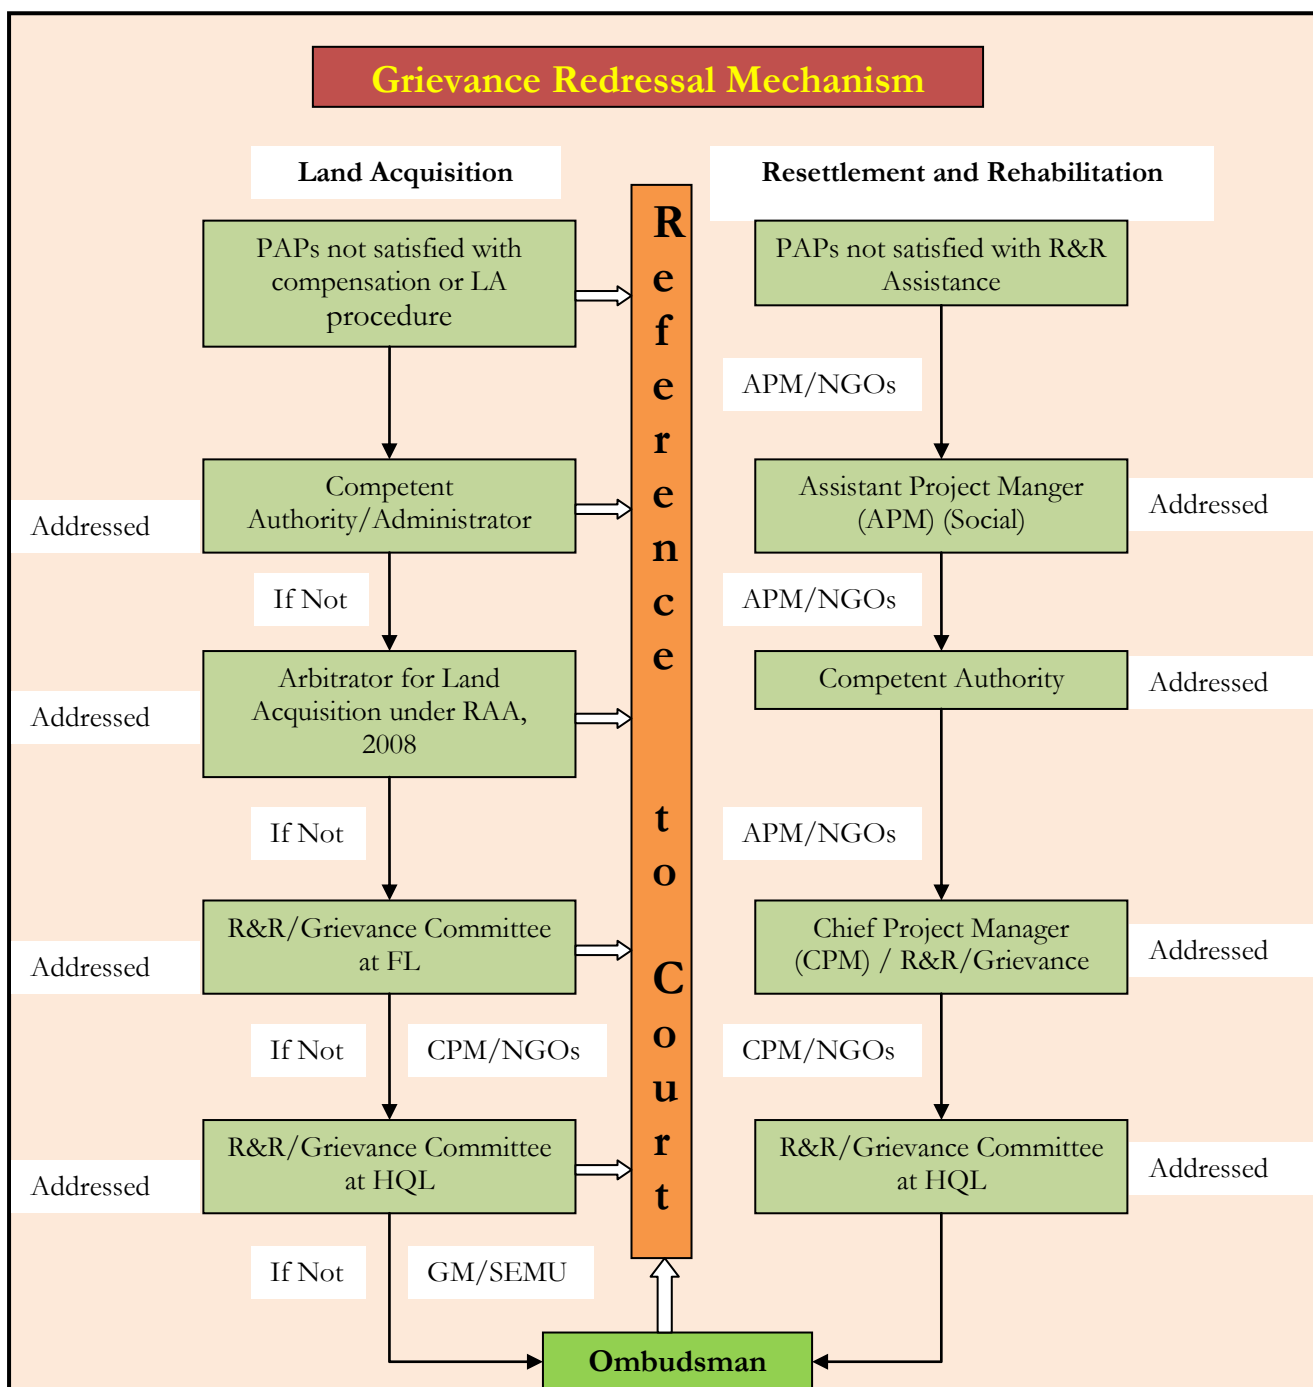 Grievance Redressal Mechanism
Land Acquisition
Resettlement and Rehabilitation
PAPs not satisfied with
compensation or LA
procedure
PAPs not satisfied with R&R
Assistance
Reference to Court
APM/NGOs
Competent
Authority/Administrator
Addressed
Assistant Project Manger
(APM) (Social)
Addressed
If Not
APM/NGOs
Arbitrator for Land
Acquisition under RAA,
2008
Addressed
Competent Authority
Addressed
If Not
APM/NGOs
R&R/Grievance Committee
at FL
Addressed
Chief Project Manager
(CPM) / R&R/Grievance
Addressed
If Not
CPM/NGOs
CPM/NGOs
R&R/Grievance Committee
at HQL
Addressed
R&R/Grievance Committee
at HQL
Addressed
If Not
GM/SEMU
Ombudsman